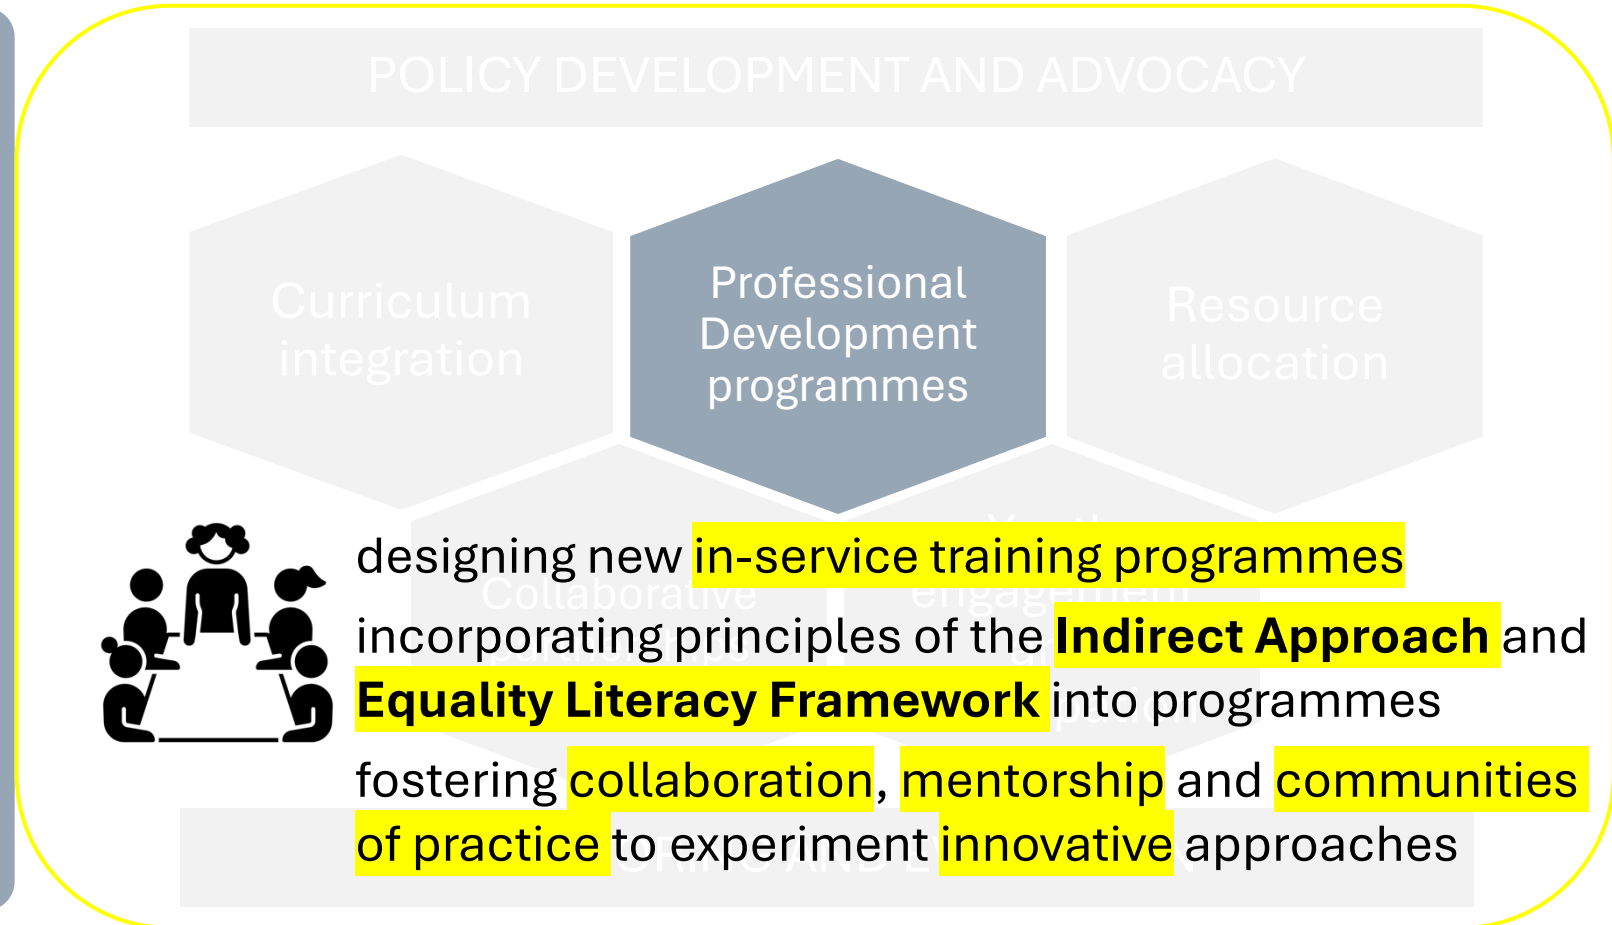 POLICY DEVELOPMENT AND ADVOCACY
Curriculum
integration
Professional
Development
programmes
Resource
allocation
Collaborative
engagement
designing new in-service training programmes
incorporating principles of the Indirect Approach and
Equality Literacy Framework into programmes
fostering collaboration, mentorship and communities
of practice to experiment innovative approaches